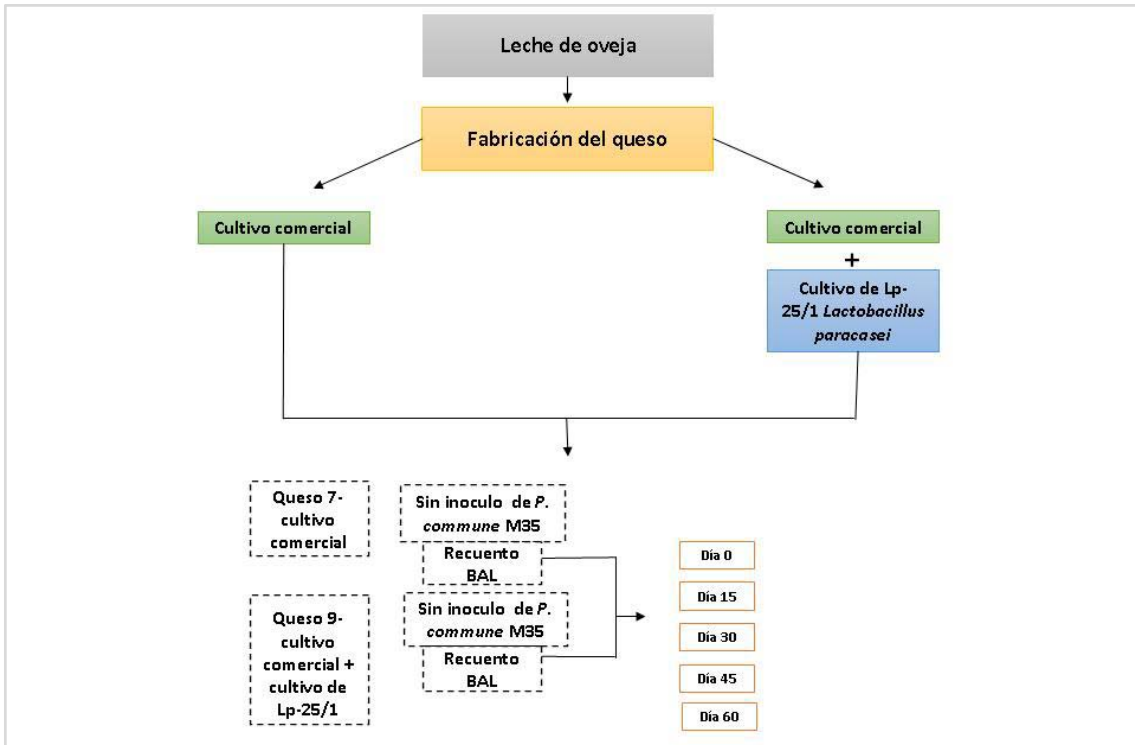 Leche de oveja
Fabricación del queso
Cultivo comercial
Cultivo comercial
+
Cultivo de Lp-
25/1 Lactobacillus
paracasei
Queso 7-
cultivo
comercial
Sin inoculo de P.
commune M35
Recuento
BAL
Sin inoculo de P.
commune M35
Recuento
BAL
Queso 9-
cultivo
comercial +
cultivo de
Lp-25/1
Día 0
Día 15
Día 30
Día 45
Día 60